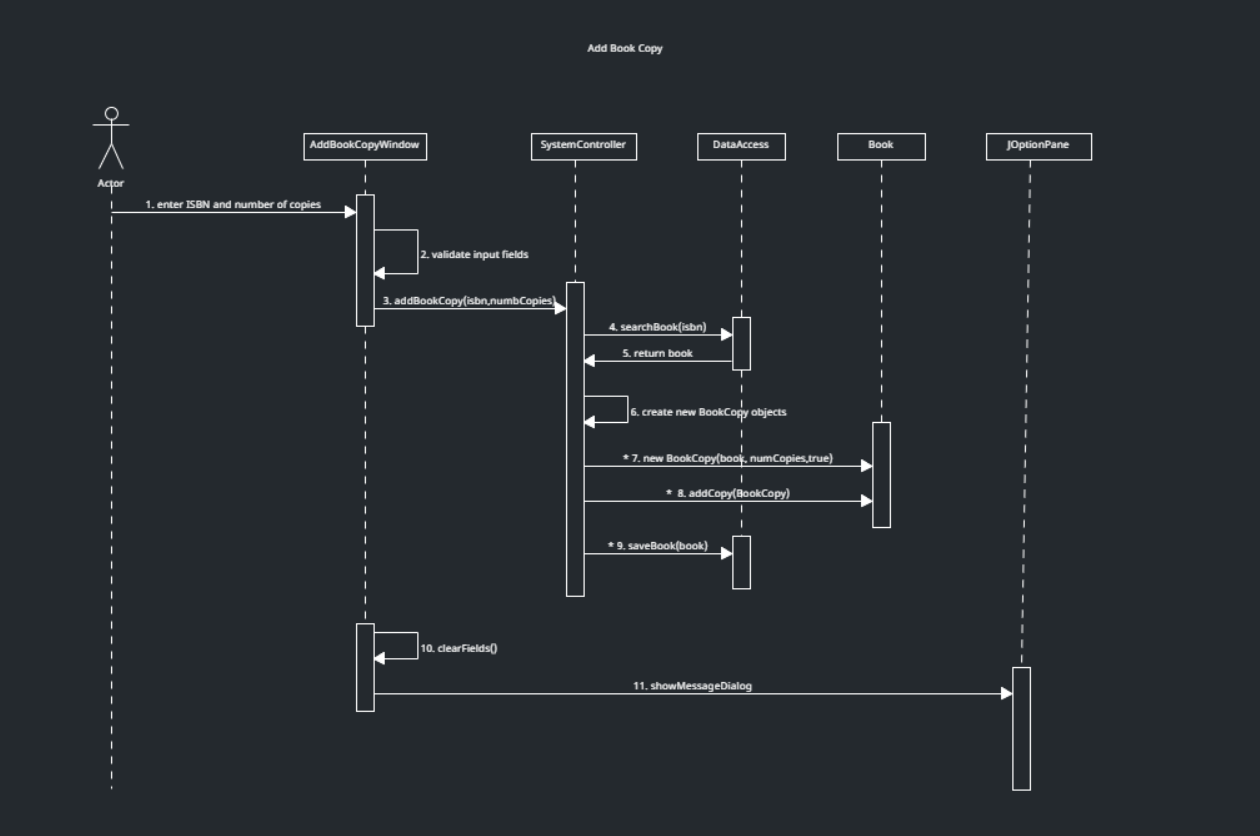 Add Book Copy
Actor
AddBookCopyWindow
SystemController
DataAccess
Book
JOptionPane
1. enter ISBN and number of copies
2. validate input fields
3. addBookCopy(isbn,numbCopies)
4. searchBook(isbn)
5. return book
6. create new BookCopy objects
* 7. new BookCopy(book, numCopies,true)
* 8. addCopy(BookCopy)
* 9. saveBook(book)
10. clearFields()
11. showMessageDialog